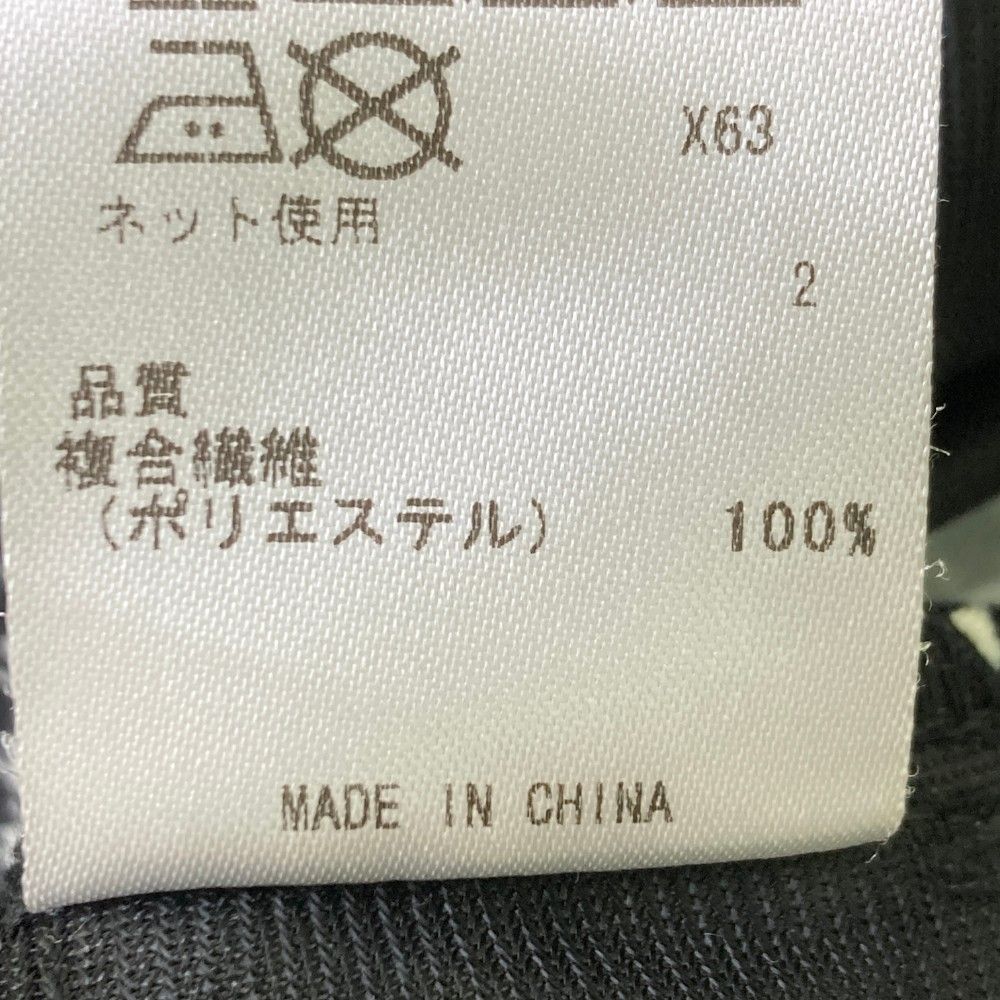 X63
ネット使用
2
品質
複合繊維
(ポリエステル) 100%
MADE IN CHINA